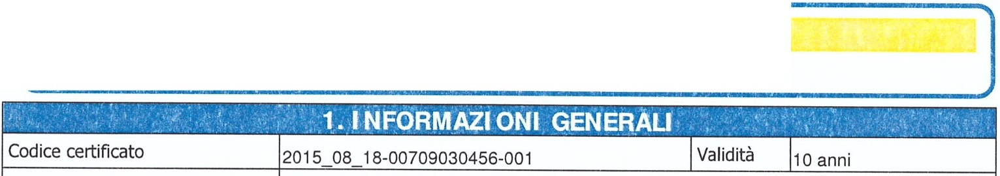 1. INFORMAZIONI GENERALI
Codice certificato 2015_08_18-00709030456-001 Validità 10 anni